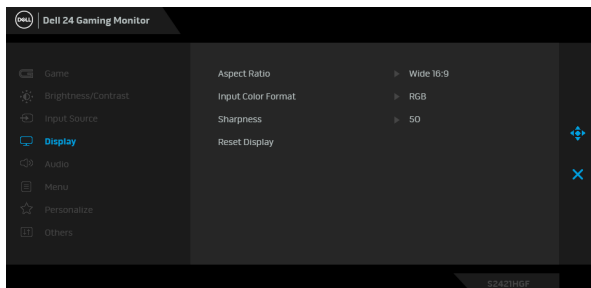 DELL
Dell 24 Gaming Monitor
Game
Brightness/Contrast
Input Source
Display
Audio
Menu
Personalize
Others
Aspect Ratio Wide 16:9
Input Color Format RGB
Sharpness 50
Reset Display
S2421HGF